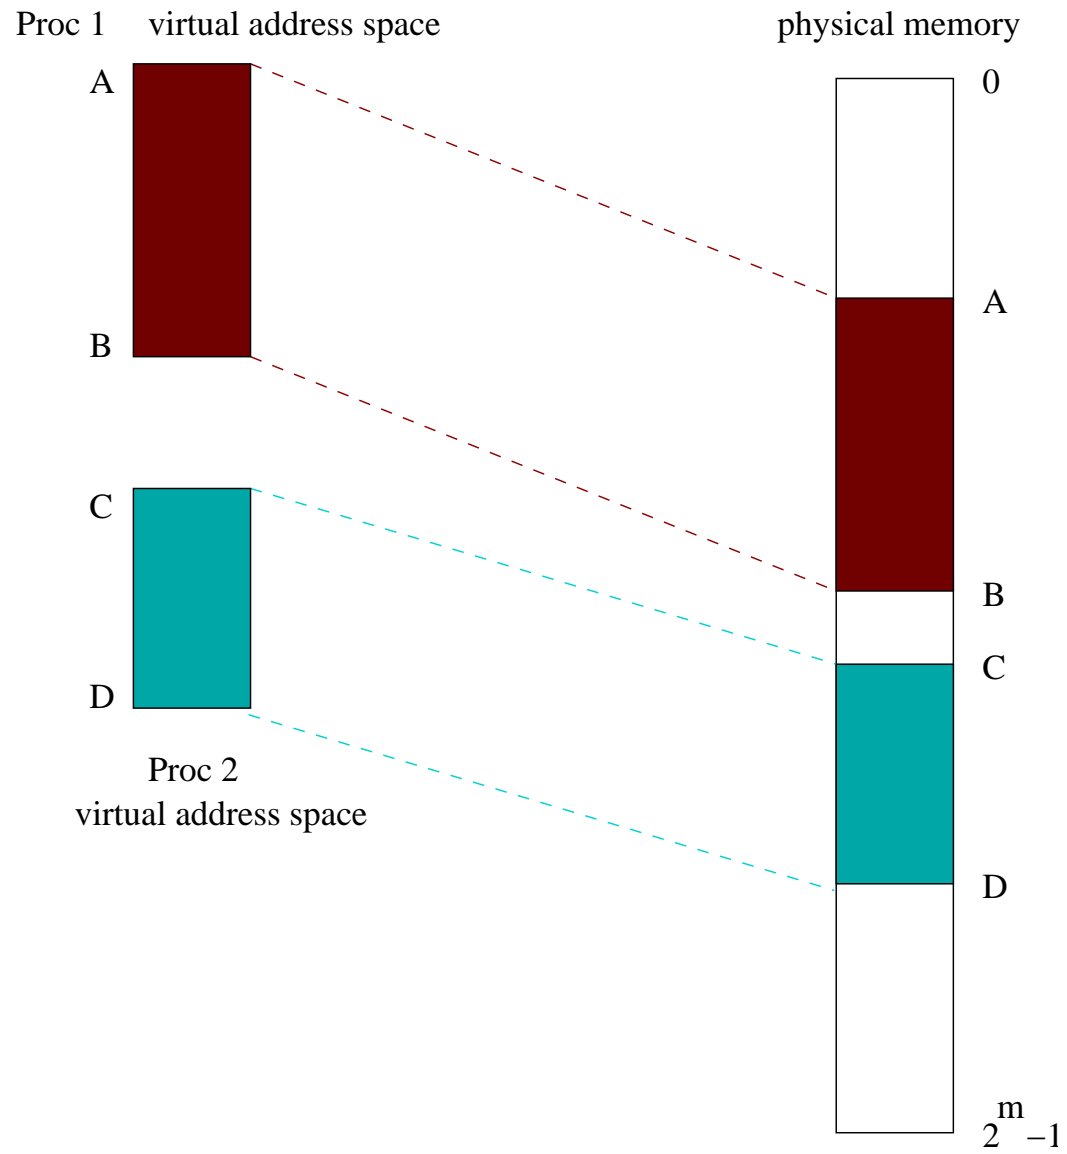 Proc 1 virtual address space
physical memory
A
B
C
D
Proc 2
virtual address space
0
A
B
C
D
2^m −1